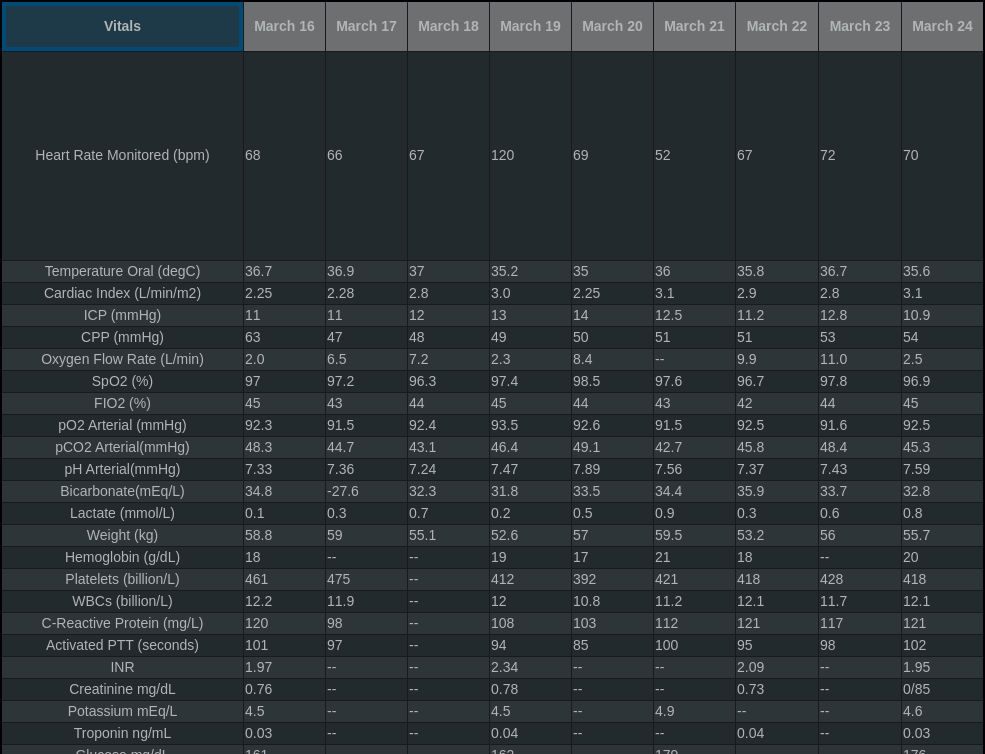 Vitals March 16 March 17 March 18 March 19 March 20 March 21 March 22 March 23 March 24
Heart Rate Monitored (bpm) 68 66 67 120 69 52 67 72 70
Temperature Oral (degC) 36.7 36.9 37 35.2 35 36 35.8 36.7 35.6
Cardiac Index (L/min/m2) 2.25 2.28 2.8 3.0 2.25 3.1 2.9 2.8 3.1
ICP (mmHg) 11 11 12 13 14 12.5 11.2 12.8 10.9
CPP (mmHg) 63 47 48 49 50 51 51 53 54
Oxygen Flow Rate (L/min) 2.0 6.5 7.2 2.3 8.4 -- 9.9 11.0 2.5
SpO2 (%) 97 97.2 96.3 97.4 98.5 97.6 96.7 97.8 96.9
FIO2 (%) 45 43 44 45 44 43 42 44 45
pO2 Arterial (mmHg) 92.3 91.5 92.4 93.5 92.6 91.5 92.5 91.6 92.5
pCO2 Arterial(mmHg) 48.3 44.7 43.1 46.4 49.1 42.7 45.8 48.4 45.3
pH Arterial(mmHg) 7.33 7.36 7.24 7.47 7.89 7.56 7.37 7.43 7.59
Bicarbonate(mEq/L) 34.8 -27.6 32.3 31.8 33.5 34.4 35.9 33.7 32.8
Lactate (mmol/L) 0.1 0.3 0.7 0.2 0.5 0.9 0.3 0.6 0.8
Weight (kg) 58.8 59 55.1 52.6 57 59.5 53.2 56 55.7
Hemoglobin (g/dL) 18 -- -- 19 17 21 18 -- 20
Platelets (billion/L) 461 475 -- 412 392 421 418 428 418
WBCs (billion/L) 12.2 11.9 -- 12 10.8 11.2 12.1 11.7 12.1
C-Reactive Protein (mg/L) 120 98 -- 108 103 112 121 117 121
Activated PTT (seconds) 101 97 -- 94 85 100 95 98 102
INR 1.97 -- -- 2.34 -- -- 2.09 -- 1.95
Creatinine mg/dL 0.76 -- -- 0.78 -- -- 0.73 -- 0/85
Potassium mEq/L 4.5 -- -- 4.5 -- 4.9 -- -- 4.6
Troponin ng/mL 0.03 -- -- 0.04 -- -- 0.04 -- 0.03
Glucose mg/dL 161 162 179 176